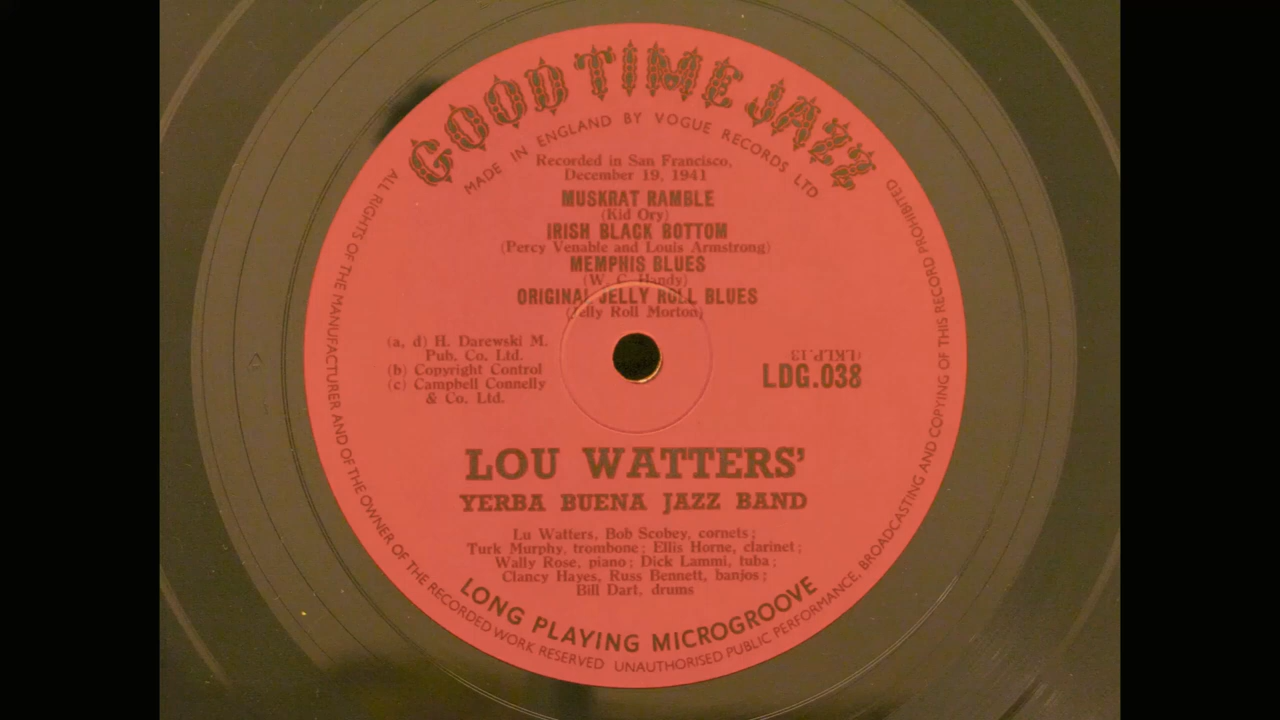 GOOD TIME JAZZ
MADE IN ENGLAND BY VOGUE RECORDS LTD
Recorded in San Francisco,
December 19, 1941
MUSKRAT RAMBLE
(Kid Ory)
IRISH BLACK BOTTOM
(Percy Venable and Louis Armstrong)
MEMPHIS BLUES
(W. C. Handy)
ORIGINAL JELLY ROLL BLUES
(Jelly Roll Morton)
(a, d) H. Darewski M.
Pub. Co. Ltd.
(b) Copyright Control
(c) Campbell Connelly
& Co. Ltd.
(LKLP.13)
LDG.038
LOU WATTERS'
YERBA BUENA JAZZ BAND
Lu Watters, Bob Scobey, cornets;
Turk Murphy, trombone; Ellis Horne, clarinet;
Wally Rose, piano; Dick Lammi, tuba;
Clancy Hayes, Russ Bennett, banjos;
Bill Dart, drums
LONG PLAYING MICROGROOVE
ALL RIGHTS OF THE MANUFACTURER AND OF THE OWNER OF THE RECORDED WORK RESERVED UNAUTHORISED PUBLIC PERFORMANCE, BROADCASTING AND COPYING OF THIS RECORD PROHIBITED